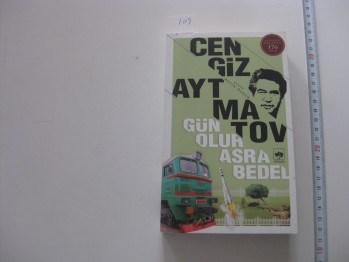 CEN
GİZ
AYT
MA
TOV
GÜN
OLUR
ASRA
BEDEL